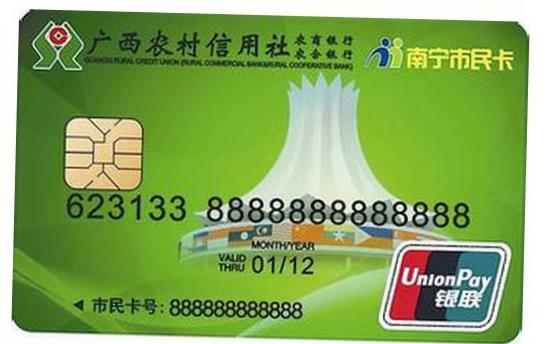 广西农村信用社 农商银行 农合银行
GUANGXI RURAL CREDIT UNION (RURAL COMMERCIAL BANK&RURAL COOPERATIVE BANK)
南宁市民卡
623133 8888888888888
MONTH/YEAR
VALID THRU 01/12
市民卡号: 888888888888
UnionPay
银联